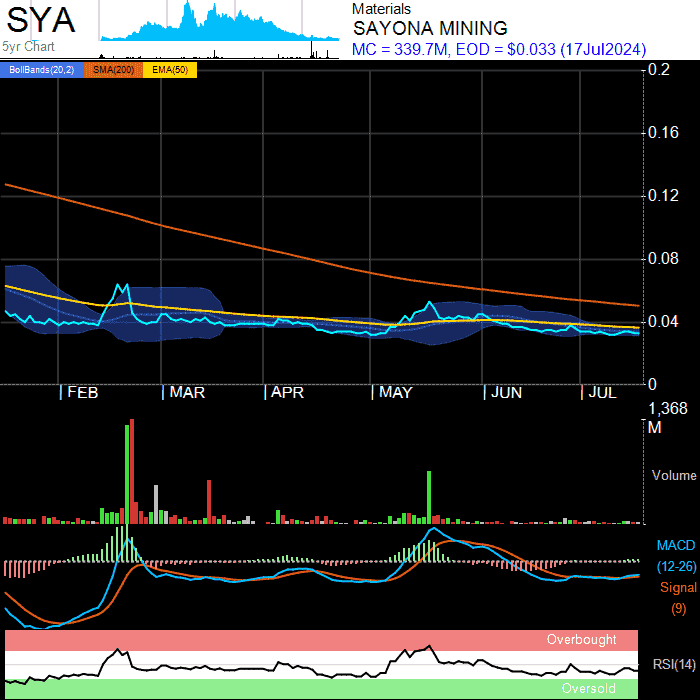 SYA
5yr Chart
Materials
SAYONA MINING
MC = 339.7M, EOD = $0.033 (17Jul2024)
BollBands(20,2) SMA(200) EMA(50)
0.2
0.16
0.12
0.08
0.04
0
FEB MAR APR MAY JUN JUL
1,368
M
Volume
MACD
(12-26)
Signal
(9)
Overbought
RSI(14)
Oversold